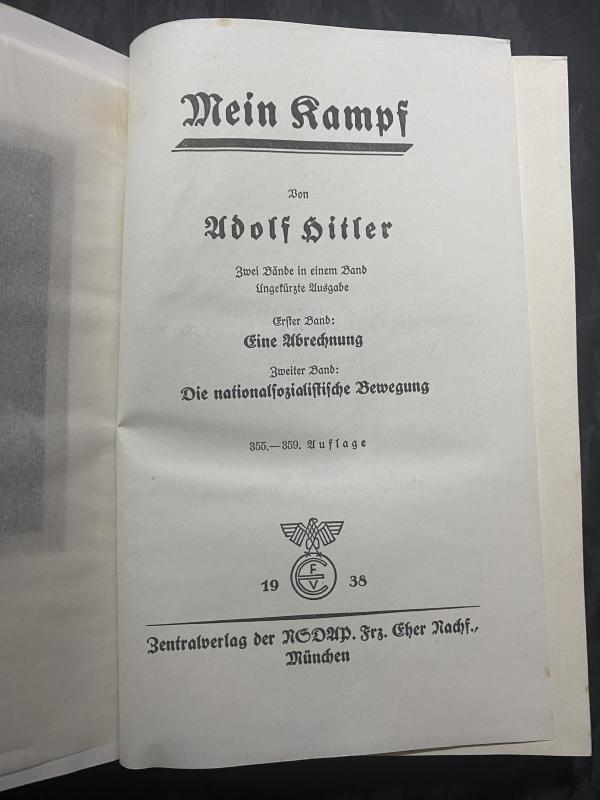 Mein Kampf
Von
Adolf Hitler
Zwei Bände in einem Band
Ungekürzte Ausgabe
Erster Band:
Eine Abrechnung
Zweiter Band:
Die nationalsozialistische Bewegung
355.—359. Auflage
F
E
V
19 38
Zentralverlag der NSDAP. Frz. Eher Nachf.,
München